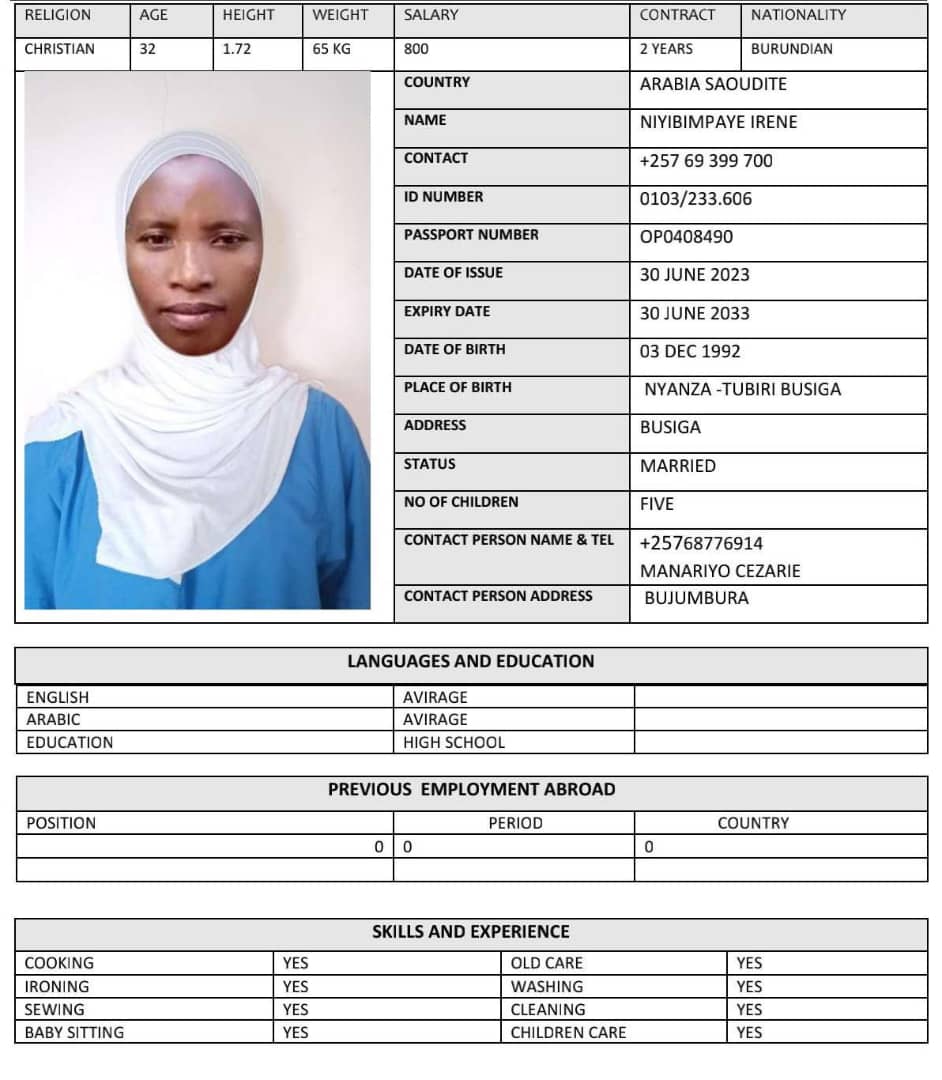 RELIGION AGE HEIGHT WEIGHT SALARY CONTRACT NATIONALITY
CHRISTIAN 32 1.72 65 KG 800 2 YEARS BURUNDIAN
COUNTRY ARABIA SAOUDITE
NAME NIYIBIMPAYE IRENE
CONTACT +257 69 399 700
ID NUMBER 0103/233.606
PASSPORT NUMBER OP0408490
DATE OF ISSUE 30 JUNE 2023
EXPIRY DATE 30 JUNE 2033
DATE OF BIRTH 03 DEC 1992
PLACE OF BIRTH NYANZA -TUBIRI BUSIGA
ADDRESS BUSIGA
STATUS MARRIED
NO OF CHILDREN FIVE
CONTACT PERSON NAME & TEL +25768776914
MANARIYO CEZARIE
CONTACT PERSON ADDRESS BUJUMBURA
LANGUAGES AND EDUCATION
ENGLISH AVIRAGE
ARABIC AVIRAGE
EDUCATION HIGH SCHOOL
PREVIOUS EMPLOYMENT ABROAD
POSITION PERIOD COUNTRY
0 0 0
SKILLS AND EXPERIENCE
COOKING YES OLD CARE YES
IRONING YES WASHING YES
SEWING YES CLEANING YES
BABY SITTING YES CHILDREN CARE YES